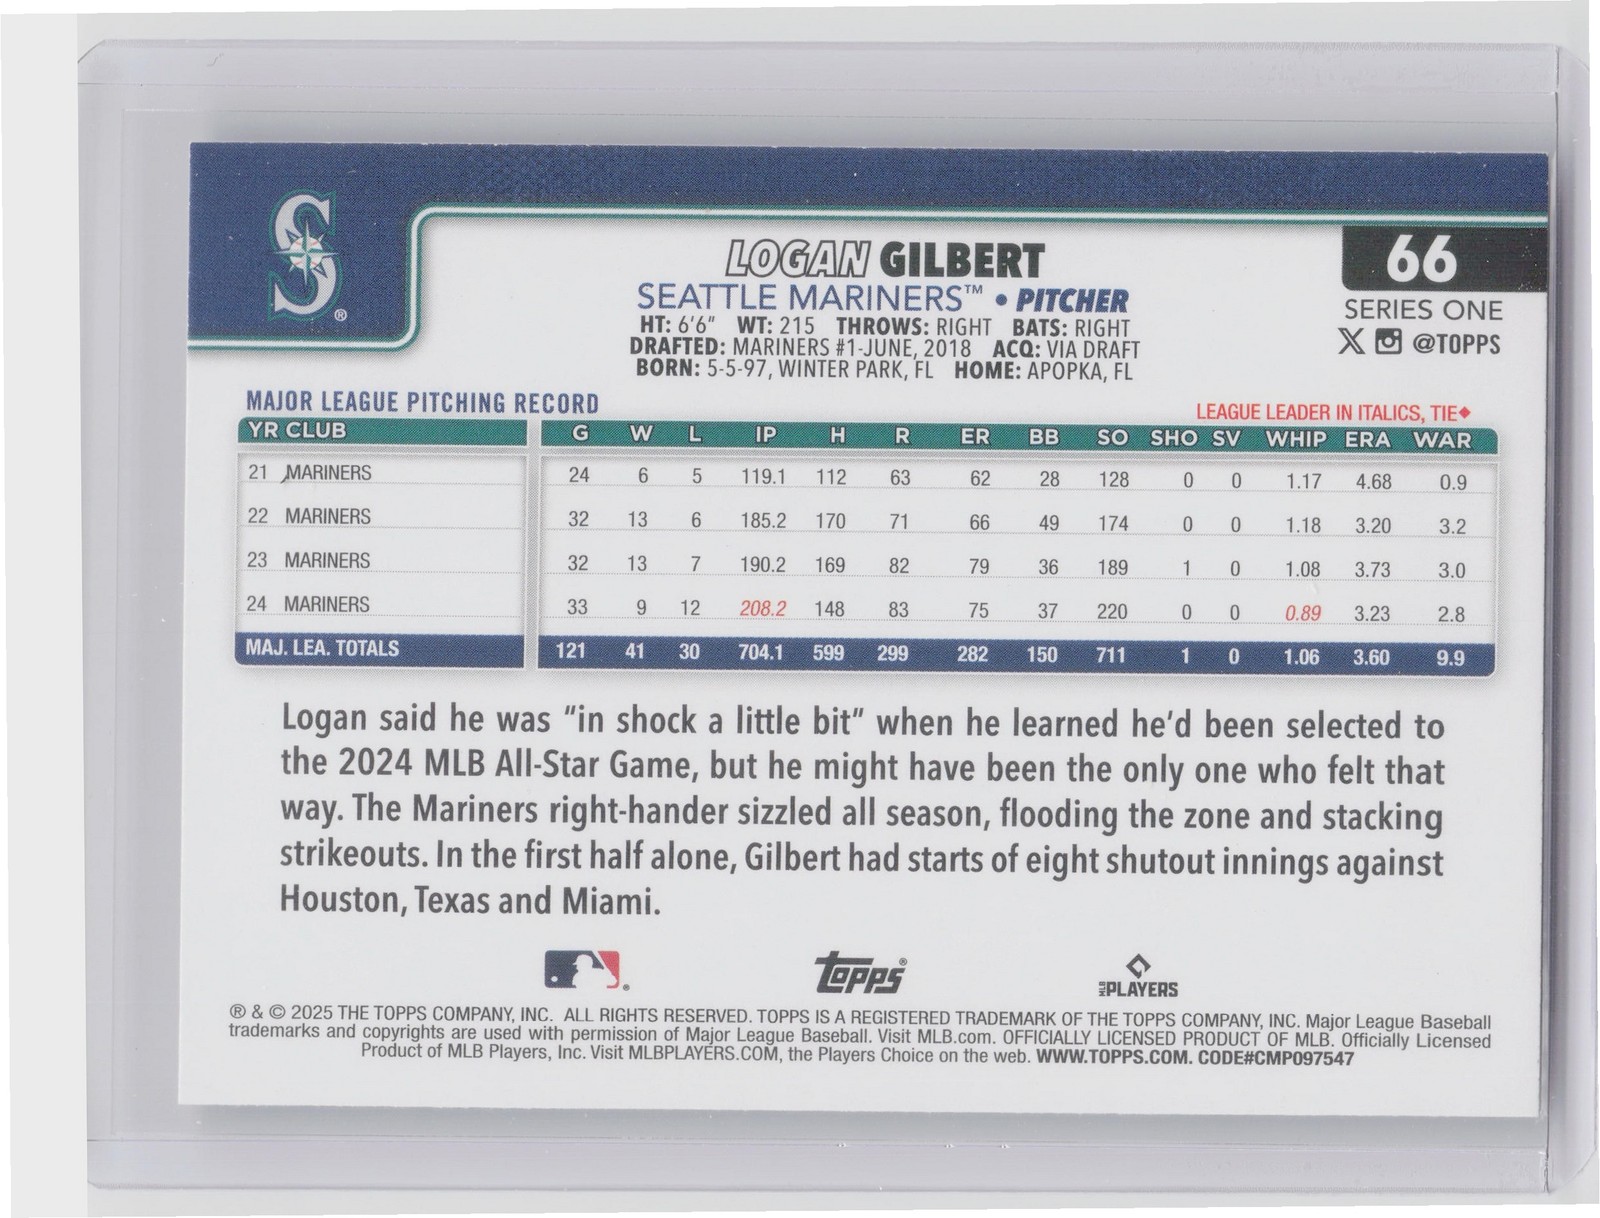 S®
LOGAN GILBERT
66
SEATTLE MARINERS™ • PITCHER
SERIES ONE
HT: 6'6" WT: 215 THROWS: RIGHT BATS: RIGHT
@TOPPS
DRAFTED: MARINERS #1-JUNE, 2018 ACQ: VIA DRAFT
BORN: 5-5-97, WINTER PARK, FL HOME: APOPKA, FL
MAJOR LEAGUE PITCHING RECORD
LEAGUE LEADER IN ITALICS, TIE◆
YR CLUB G W L IP H R ER BB SO SHO SV WHIP ERA WAR
21 MARINERS 24 6 5 119.1 112 63 62 28 128 0 0 1.17 4.68 0.9
22 MARINERS 32 13 6 185.2 170 71 66 49 174 0 0 1.18 3.20 3.2
23 MARINERS 32 13 7 190.2 169 82 79 36 189 1 0 1.08 3.73 3.0
24 MARINERS 33 9 12 208.2 148 83 75 37 220 0 0 0.89 3.23 2.8
MAJ. LEA. TOTALS 121 41 30 704.1 599 299 282 150 711 1 0 1.06 3.60 9.9
Logan said he was "in shock a little bit" when he learned he'd been selected to
the 2024 MLB All-Star Game, but he might have been the only one who felt that
way. The Mariners right-hander sizzled all season, flooding the zone and stacking
strikeouts. In the first half alone, Gilbert had starts of eight shutout innings against
Houston, Texas and Miami.
Topps® MLB PLAYERS
® & © 2025 THE TOPPS COMPANY, INC. ALL RIGHTS RESERVED. TOPPS IS A REGISTERED TRADEMARK OF THE TOPPS COMPANY, INC. Major League Baseball
trademarks and copyrights are used with permission of Major League Baseball. Visit MLB.com. OFFICIALLY LICENSED PRODUCT OF MLB. Officially Licensed
Product of MLB Players, Inc. Visit MLBPLAYERS.COM, the Players Choice on the web. WWW.TOPPS.COM. CODE#CMP097547